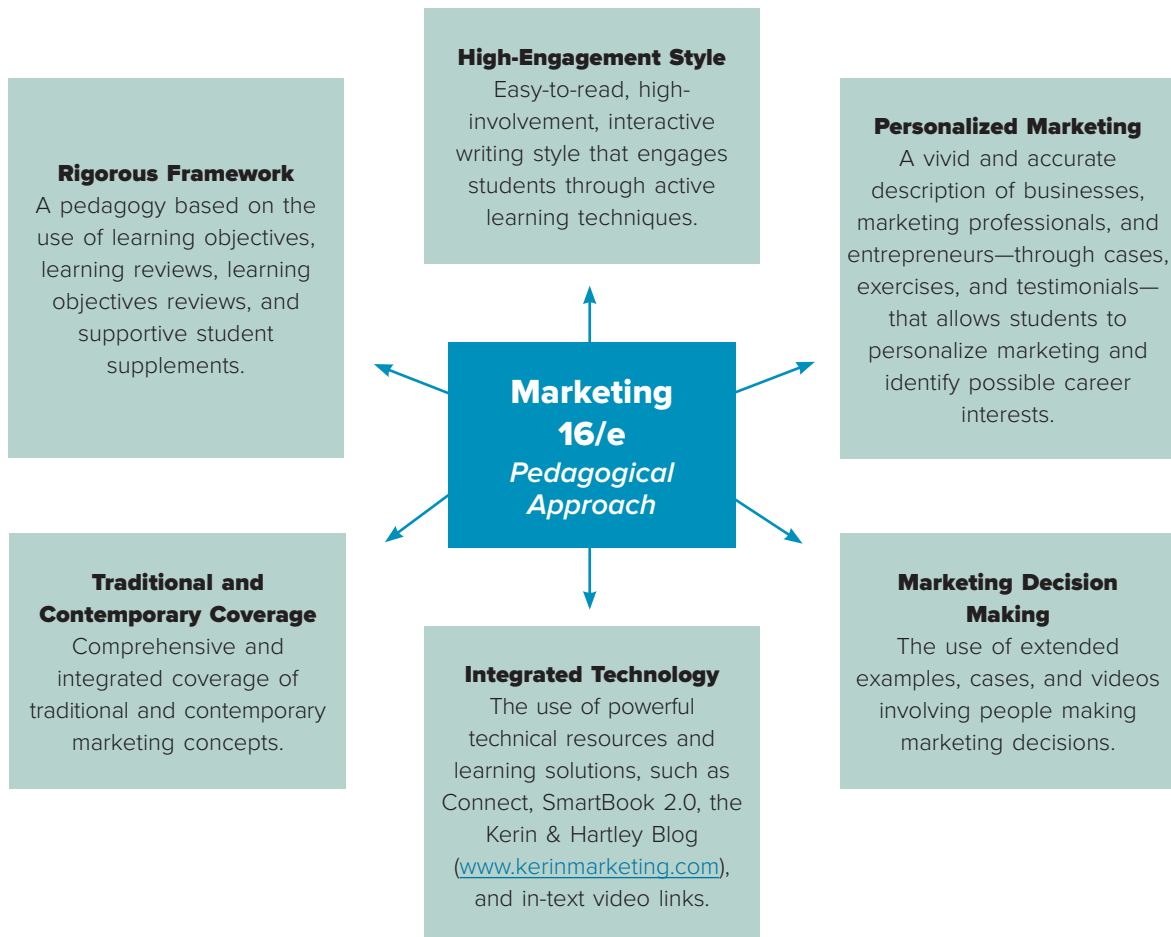 High-Engagement Style
Easy-to-read, high-
involvement, interactive
writing style that engages
students through active
learning techniques.
Rigorous Framework
A pedagogy based on the
use of learning objectives,
learning reviews, learning
objectives reviews, and
supportive student
supplements.
Personalized Marketing
A vivid and accurate
description of businesses,
marketing professionals, and
entrepreneurs—through cases,
exercises, and testimonials—
that allows students to
personalize marketing and
identify possible career
interests.
Marketing
16/e
Pedagogical
Approach
Traditional and
Contemporary Coverage
Comprehensive and
integrated coverage of
traditional and contemporary
marketing concepts.
Integrated Technology
The use of powerful
technical resources and
learning solutions, such as
Connect, SmartBook 2.0, the
Kerin & Hartley Blog
(www.kerinmarketing.com),
and in-text video links.
Marketing Decision
Making
The use of extended
examples, cases, and videos
involving people making
marketing decisions.